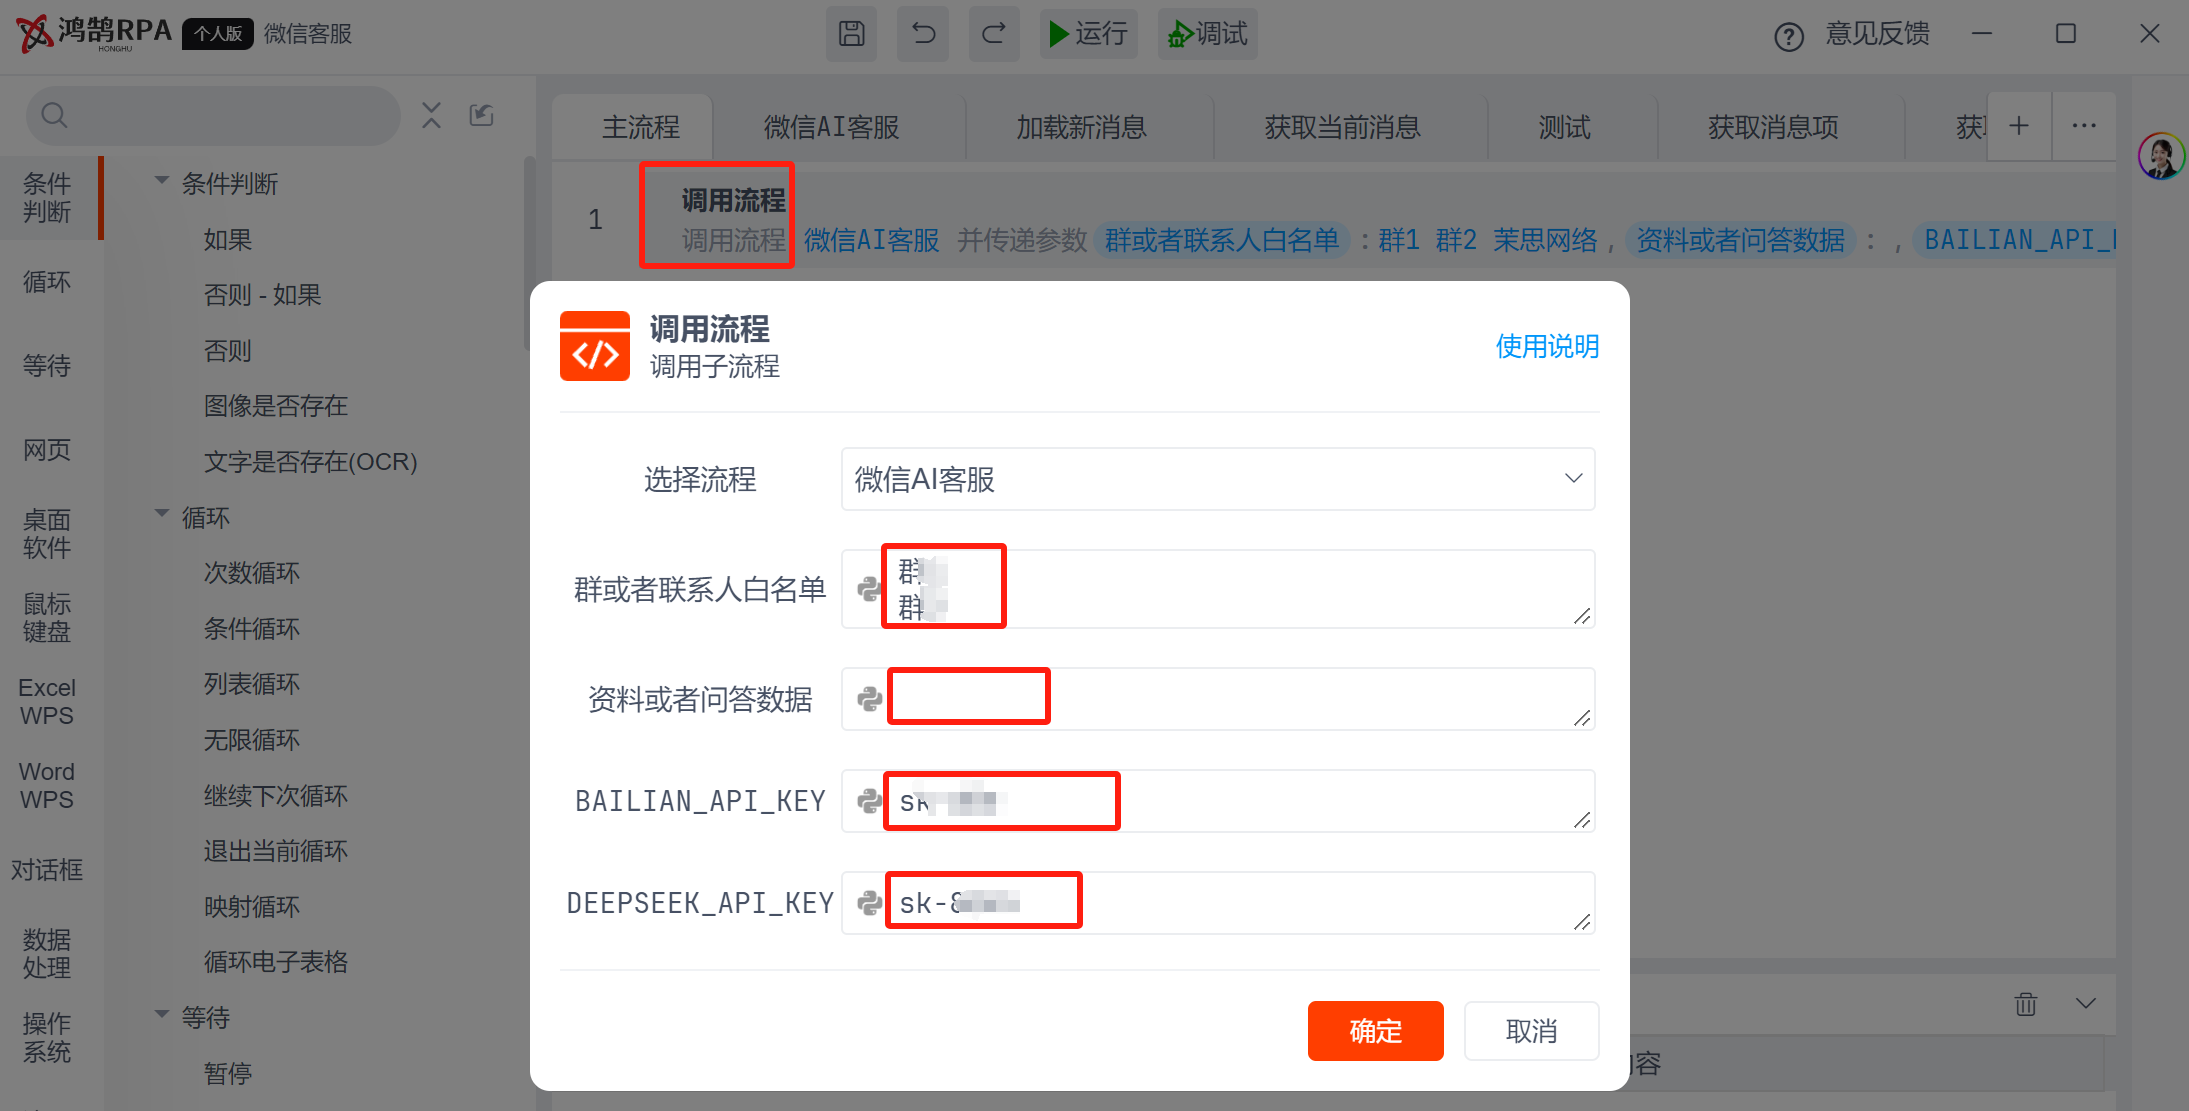 鸿鹄RPA
HONGHU
个人版
微信客服
运行
调试
意见反馈
主流程
微信AI客服
加载新消息
获取当前消息
测试
获取消息项
条件
判断
循环
等待
网页
桌面
软件
鼠标
键盘
Excel
WPS
Word
WPS
对话框
数据
处理
操作
系统
条件判断
如果
否则 - 如果
否则
图像是否存在
文字是否存在(OCR)
循环
次数循环
条件循环
列表循环
无限循环
继续下次循环
退出当前循环
映射循环
循环电子表格
等待
暂停
1
调用流程
调用流程 微信AI客服 并传递参数 群或者联系人白名单 : 群1 群2 茉思网络 , 资料或者问答数据 : , BAILIAN_API_
调用流程
调用子流程
使用说明
选择流程
微信AI客服
群或者联系人白名单
群
群
资料或者问答数据
BAILIAN_API_KEY
sk
DEEPSEEK_API_KEY
sk-
确定
取消
容